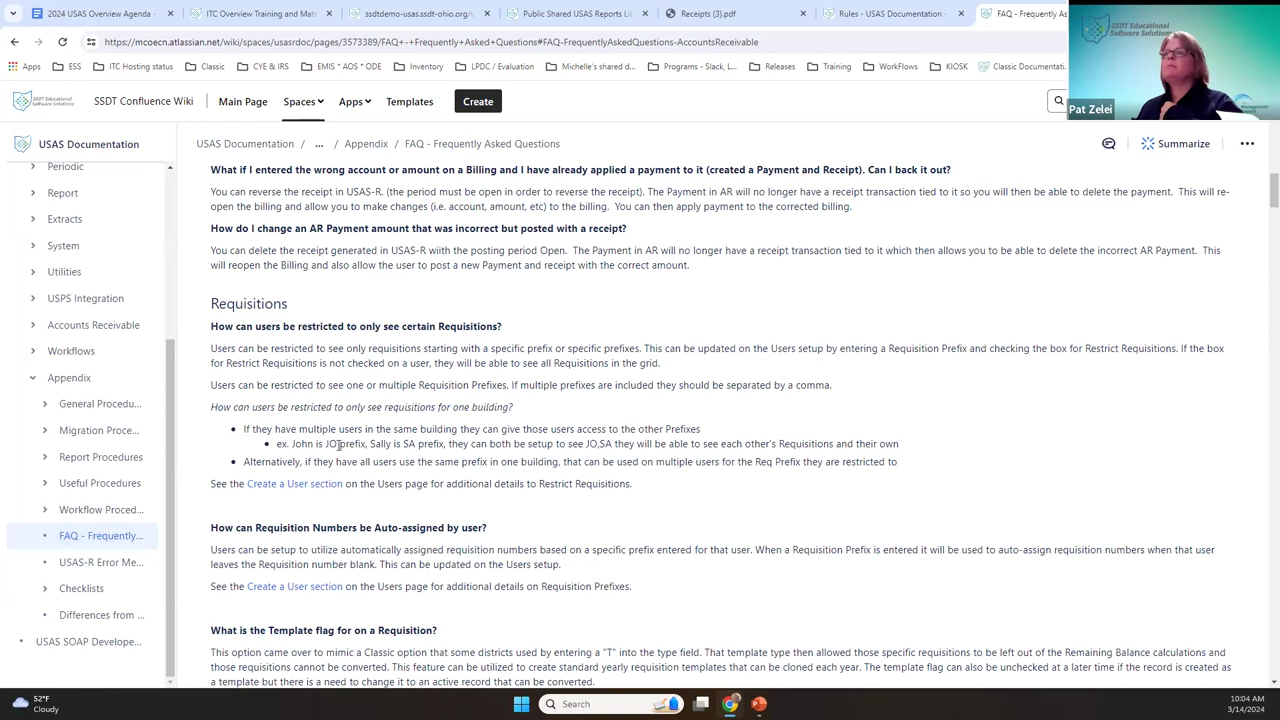 2024 USAS Overview Agenda -
ITC Overview Training and Mate
ssdtdemo-usas.ssdt-ohio.org/
Public Shared USAS Reports Li
Receipts (3).pdf
Rules - USAS Documentation -
FAQ - Frequently As
https://mcoecn.atlassian.net/wiki/spaces/usasrdoc/pages/3573389/FAQ+-+Frequently+Asked+Questions#FAQ-FrequentlyAskedQuestions-AccountsReceivable
Apps
ESS
ITC Hosting status
Classic
CYE & IRS
EMIS * AOS * ODE
Inventory
LPDC / Evaluation
Michelle's shared d...
Programs - Slack, L...
Releases
Training
WorkFlows
KIOSK
Classic Documentati...
SSDT Educational
Software Solutions
Pat Zelei
SSDT Confluence Wiki
Main Page
Spaces
Apps
Templates
Create
USAS Documentation
USAS Documentation / ... / Appendix / FAQ - Frequently Asked Questions
Summarize
Periodic
Report
Extracts
System
Utilities
USPS Integration
Accounts Receivable
Workflows
Appendix
General Procedu...
Migration Proce...
Report Procedures
Useful Procedures
Workflow Proced...
FAQ - Frequently...
USAS-R Error Me...
Checklists
Differences from ...
USAS SOAP Develope...
What if I entered the wrong account or amount on a Billing and I have already applied a payment to it (created a Payment and Receipt). Can I back it out?
You can reverse the receipt in USAS-R. (the period must be open in order to reverse the receipt). The Payment in AR will no longer have a receipt transaction tied to it so you will then be able to delete the payment. This will re-
open the billing and allow you to make changes (i.e. account, amount, etc) to the billing. You can then apply payment to the corrected billing.
How do I change an AR Payment amount that was incorrect but posted with a receipt?
You can delete the receipt generated in USAS-R wiith the posting period Open. The Payment in AR will no longer have a receipt transaction tied to it which then allows you to be able to delete the incorrect AR Payment. This
will reopen the Billing and also allow the user to post a new Payment and receipt with the correct amount.
Requisitions
How can users be restricted to only see certain Requisitions?
Users can be restricted to see only requisitions starting with a specific prefix or specific prefixes. This can be updated on the Users setup by entering a Requisition Prefix and checking the box for Restrict Requisitions. If the box
for Restrict Requisitions is not checked on a user, they will be able to see all Requisitions in the grid.
Users can be restricted to see one or multiple Requisition Prefixes. If multiple prefixes are included they should be separated by a comma.
How can users be restricted to only see requisitions for one building?
If they have multiple users in the same building they can give those users access to the other Prefixes
ex. John is JO prefix, Sally is SA prefix, they can both be setup to see JO,SA they will be able to see each other's Requisitions and their own
Alternatively, if they have all users use the same prefix in one building, that can be used on multiple users for the Req Prefix they are restricted to
See the Create a User section on the Users page for additional details to Restrict Requisitions.
How can Requisition Numbers be Auto-assigned by user?
Users can be setup to utilize automatically assigned requisition numbers based on a specific prefix entered for that user. When a Requisition Prefix is entered it will be used to auto-assign requisition numbers when that user
leaves the Requisition number blank. This can be updated on the Users setup.
See the Create a User section on the Users page for additional details on Requisition Prefixes.
What is the Template flag for on a Requisition?
This option came over to mimic a Classic option that some districts used by entering a "T" into the type field. That template type then allowed those specific requisitions to be left out of the Remaining Balance calculations and
those requisitions cannot be converted. This feature can be utilized to create standard yearly requisition templates that can be cloned each year. The template flag can also be unchecked at a later time if the record is created as
a template but there is a need to change it to an active record that can be converted.
52°F
Cloudy
Search
10:04 AM
3/14/2024